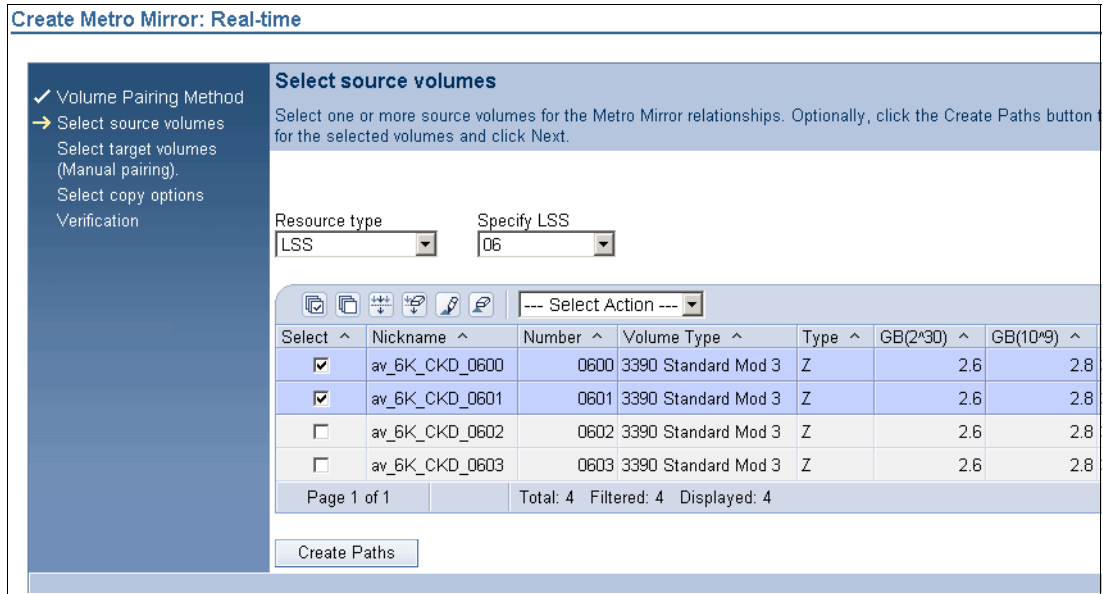 Create Metro Mirror: Real-time
Volume Pairing Method
Select source volumes
Select target volumes
(Manual pairing).
Select copy options
Verification
Select source volumes
Select one or more source volumes for the Metro Mirror relationships. Optionally, click the Create Paths button
for the selected volumes and click Next.
Resource type Specify LSS
LSS 06
--- Select Action ---
Select ^ Nickname ^ Number ^ Volume Type ^ Type ^ GB(2^30) ^ GB(10^9) ^
av_6K_CKD_0600 0600 3390 Standard Mod 3 Z 2.6 2.8
av_6K_CKD_0601 0601 3390 Standard Mod 3 Z 2.6 2.8
av_6K_CKD_0602 0602 3390 Standard Mod 3 Z 2.6 2.8
av_6K_CKD_0603 0603 3390 Standard Mod 3 Z 2.6 2.8
Page 1 of 1 Total: 4 Filtered: 4 Displayed: 4
Create Paths